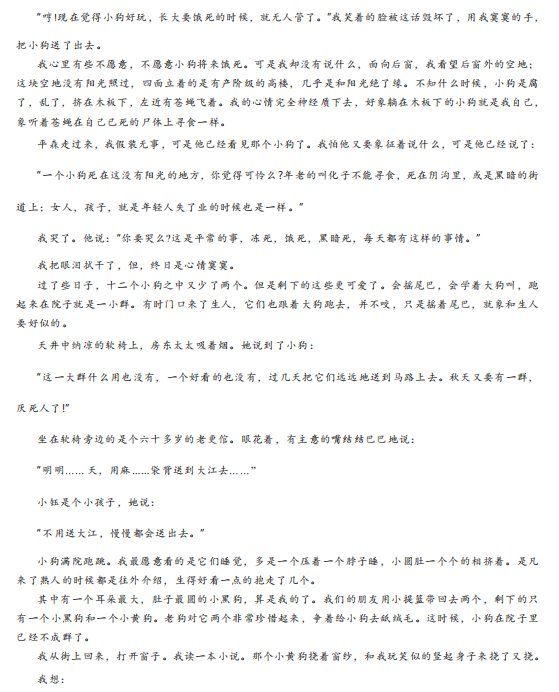 “哼!现在觉得小狗好玩，长大要饿死的时候，就无人管了。”我笑着的脸被这话毁坏了，用我寞寞的手，
把小狗送了出去。
我心里有些不愿意，不愿意小狗将来饿死。可是我却没有说什么，面向后窗，我看望后窗外的空地;
这块空地没有阳光照过，四面立着的是有产阶级的高楼，几乎是和阳光绝了缘。不知什么时候，小狗是腐
了，乱了，挤在木板下，左近有苍蝇飞着。我的心情完全神经质下去，好象躺在木板下的小狗就是我自己，
象听着苍蝇在自己已死的尸体上寻食一样。
平森走过来，我假装无事，可是他已经看见那个小狗了。我怕他又要象征着说什么，可是他已经说了:
“一个小狗死在这没有阳光的地方，你觉得可怜么?年老的叫化子不能寻食，死在阴沟里，或是黑暗的街
道上; 女人，孩子，就是年轻人失了业的时候也是一样。”
我哭了。他说: “你要哭么?这是平常的事，冻死，饿死，黑暗死，每天都有这样的事情。”
我把眼泪拭干了，但，终日是心情寞寞。
过了些日子，十二个小狗之中又少了两个。但是剩下的这些更可爱了。会摇尾巴，会学着大狗叫，跑
起来在院子就是一小群。有时门口来了生人，它们也跟着大狗跑去，并不咬，只是摇着尾巴，就象和生人
要好似的。
天井中纳凉的软椅上，房东太太吸着烟。她说到了小狗:
“这一大群什么用也没有，一个好看的也没有，过几天把它们远远地送到马路上去。秋天又要有一群，
厌死人了!”
坐在软椅旁边的是个六十多岁的老更倌。眼花着，有主意的嘴结结巴巴地说:
“明明…… 天，用麻……袋背送到大江去……”
小钰是个小孩子，她说:
“不用送大江，慢慢都会送出去。”
小狗满院跑跳。我最愿意看的是它们睡觉，多是一个压着一个脖子睡，小圆肚一个个的相挤着。是凡
来了熟人的时候都是往外介绍，生得好看一点的抱走了几个。
其中有一个耳朵最大，肚子最圆的小黑狗，算是我的了。我们的朋友用小提篮带回去两个，剩下的只
有一个小黑狗和一个小黄狗。老狗对它两个非常珍惜起来，争着给小狗去舐绒毛。这时候，小狗在院子里
已经不成群了。
我从街上回来，打开窗子。我读一本小说。那个小黄狗挠着窗纱，和我玩笑似的竖起身子来挠了又挠。
我想: